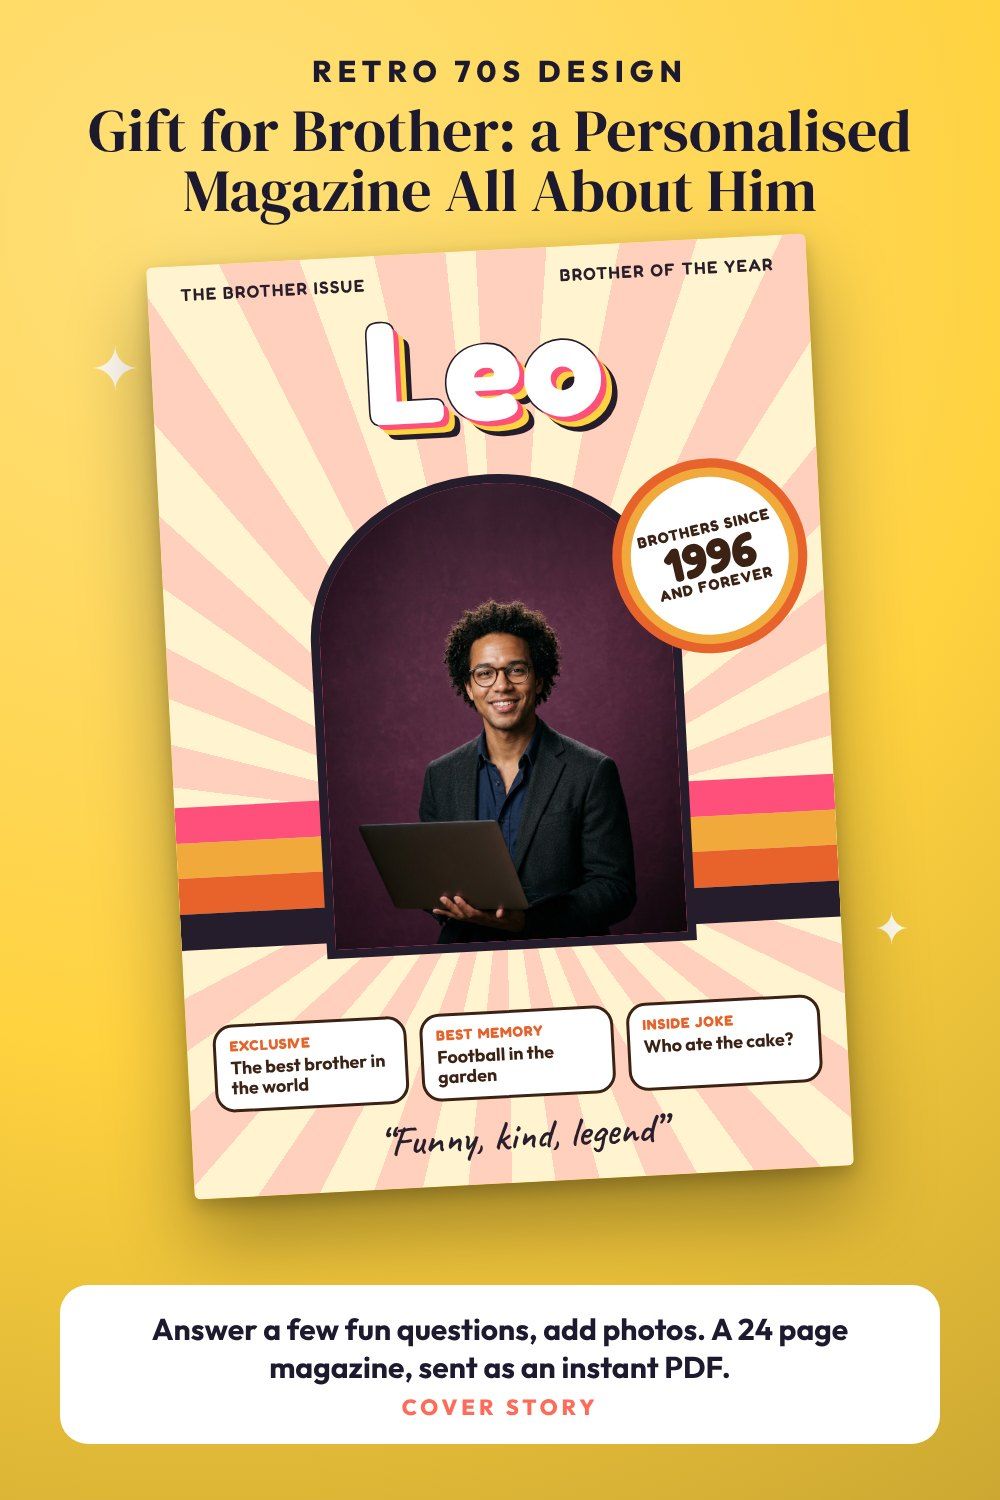 RETRO 70S DESIGN
Gift for Brother: a Personalised
Magazine All About Him
THE BROTHER ISSUE
BROTHER OF THE YEAR
Leo
BROTHERS SINCE
1996
AND FOREVER
EXCLUSIVE
The best brother in
the world
BEST MEMORY
Football in the
garden
INSIDE JOKE
Who ate the cake?
“Funny, kind, legend”
Answer a few fun questions, add photos. A 24 page
magazine, sent as an instant PDF.
COVER STORY